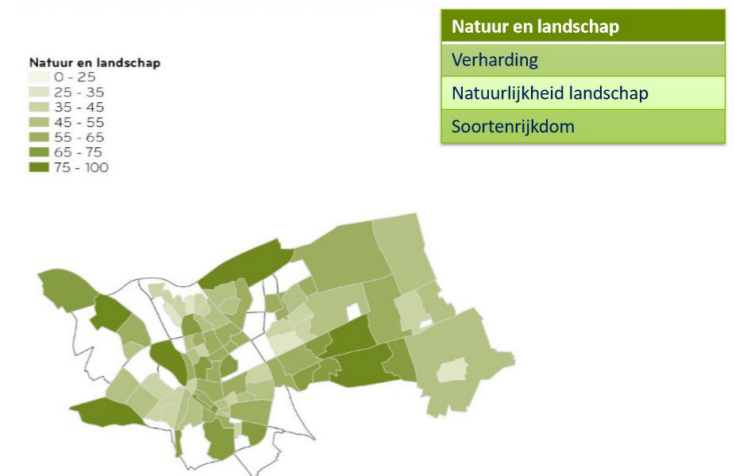 Natuur en landschap
Verharding
Natuurlijkheid landschap
Soortenrijkdom
Natuur en landschap
0 - 25
25 - 35
35 - 45
45 - 55
55 - 65
65 - 75
75 - 100